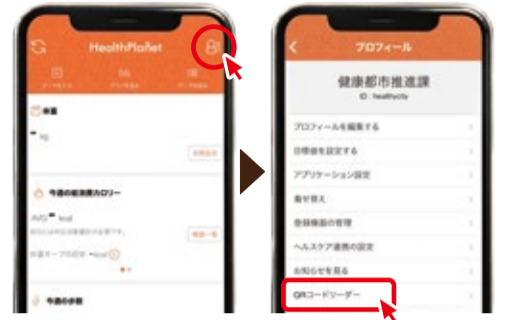 HealthPlanet
体重
kg
今週の総消費カロリー
AVG - kcal
今週の歩数
プロフィール
健康都市推進課
ID : healthycity
プロフィールを編集する
目標値を設定する
アプリケーション設定
着せ替え
登録機器の管理
ヘルスケア連携の設定
お知らせを見る
QRコードリーダー